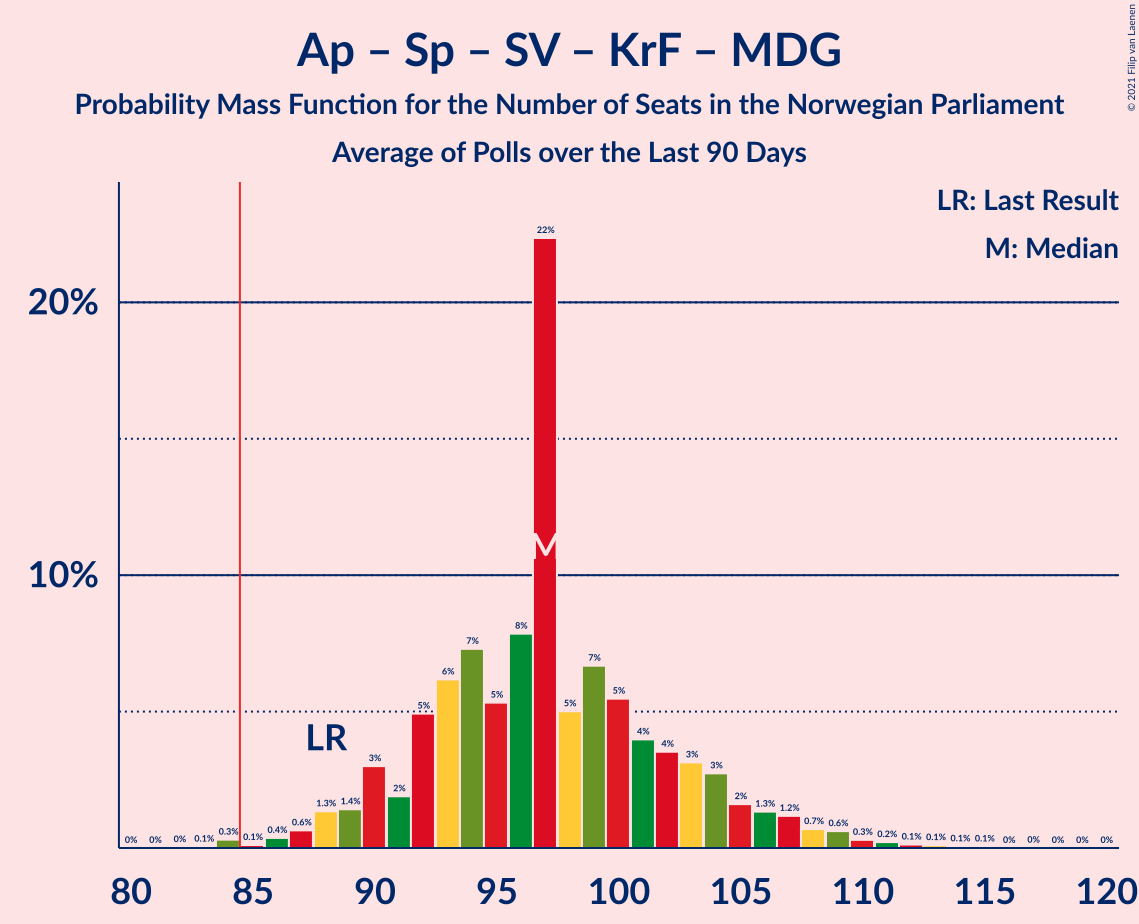 Ap – Sp – SV – KrF – MDG
Probability Mass Function for the Number of Seats in the Norwegian Parliament
Average of Polls over the Last 90 Days
© 2021 Filip van Laenen
LR: Last Result
M: Median
20%
10%
LR
M
0% 0% 0% 0.1% 0.3% 0.1% 0.4% 0.6% 1.3% 1.4% 3% 2% 5% 6% 7% 5% 8% 22% 5% 7% 5% 4% 4% 3% 3% 2% 1.3% 1.2% 0.7% 0.6% 0.3% 0.2% 0.1% 0.1% 0.1% 0.1% 0% 0% 0% 0% 0%
80 85 90 95 100 105 110 115 120